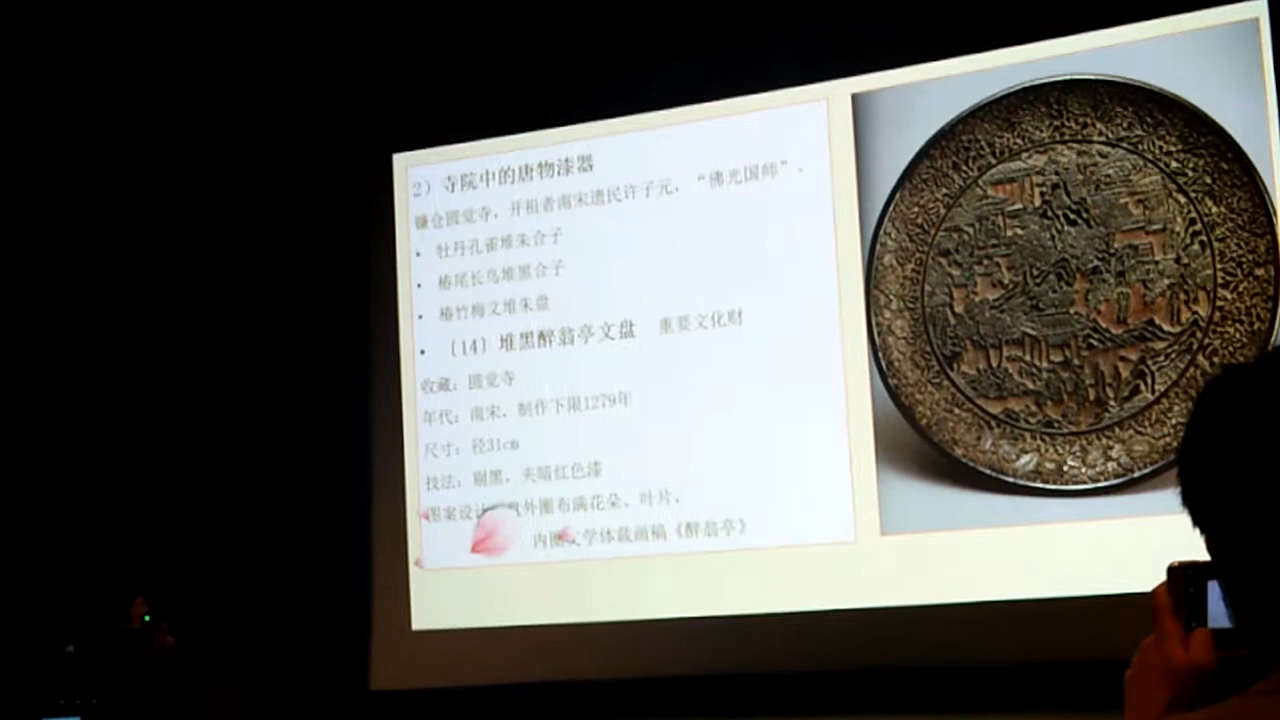 2）寺院中的唐物漆器
镰仓圆觉寺，开祖者南宋遗民许子元，“佛光国师”。
• 牡丹孔雀堆朱合子
• 椿尾长鸟堆黑合子
• 椿竹梅文堆朱盘
• （14）堆黑醉翁亭文盘 重要文化财
收藏：圆觉寺
年代：南宋，制作下限1279年
尺寸：径31cm
技法：剔黑，夹暗红色漆
图案设计 盘外圈布满花朵、叶片，
内圈文学体裁画稿《醉翁亭》